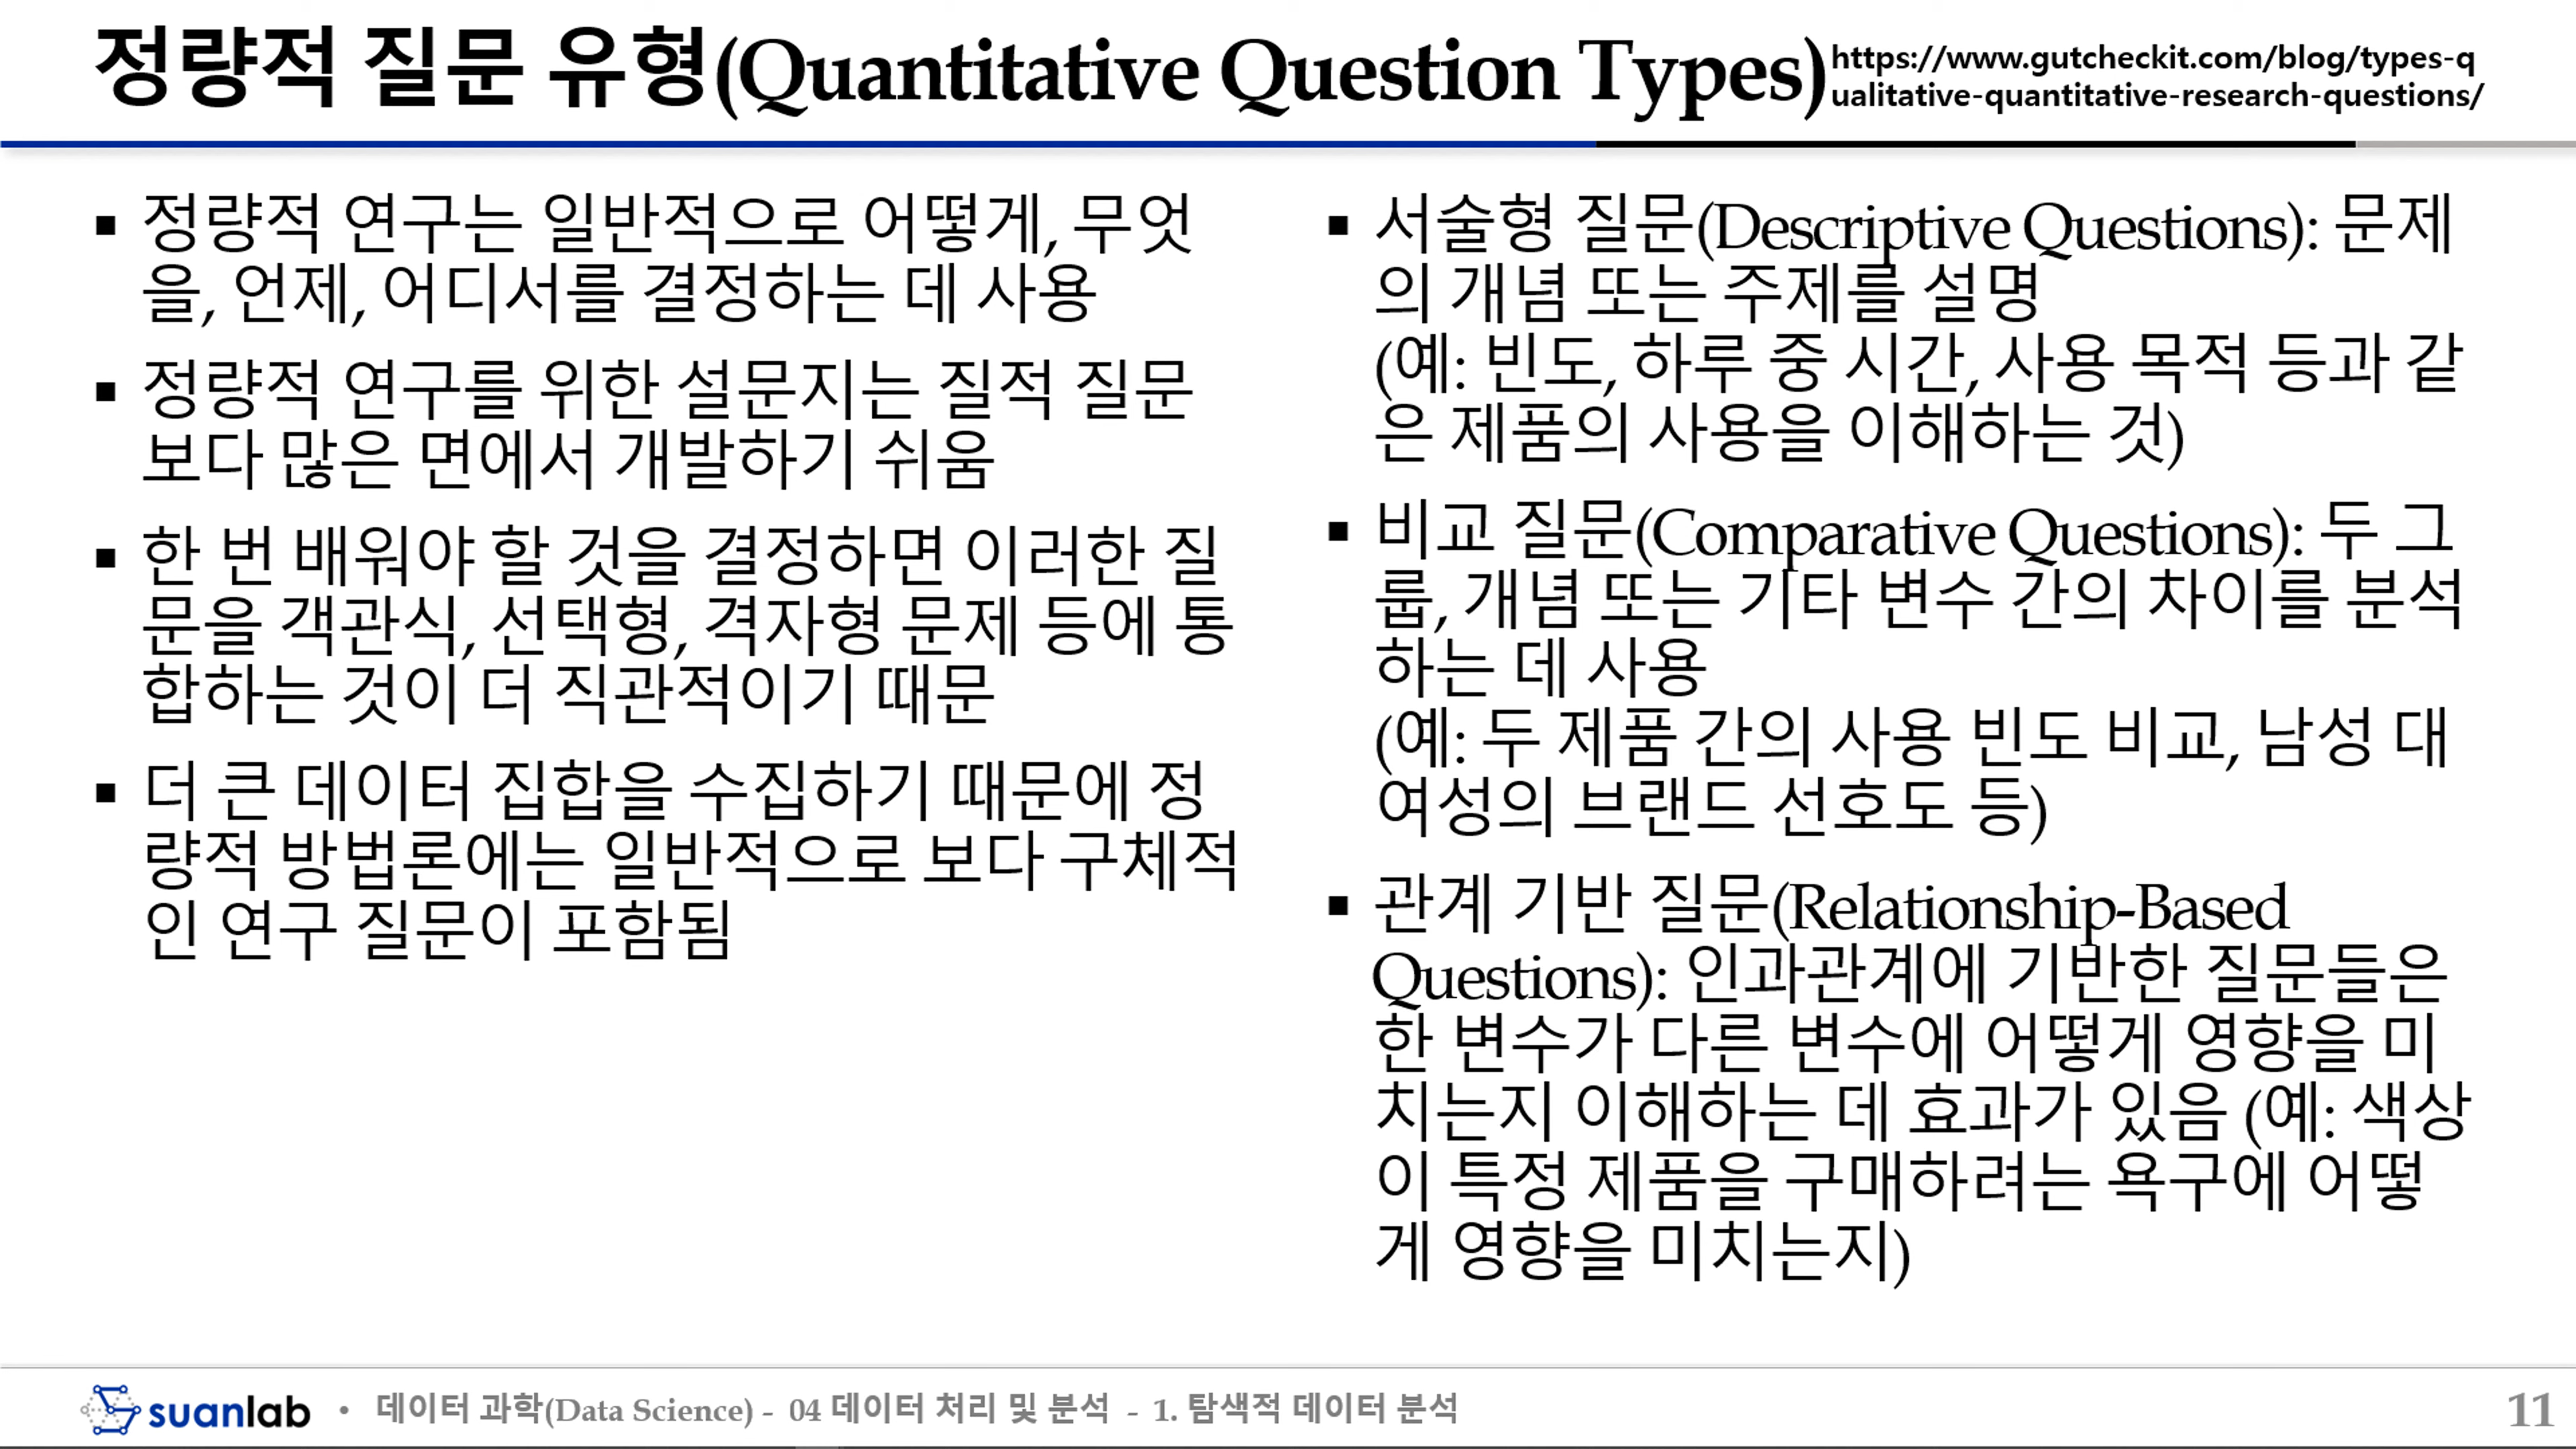 정량적 질문 유형(Quantitative Question Types)
https://www.gutcheckit.com/blog/types-q
ualitative-quantitative-research-questions/
▪ 정량적 연구는 일반적으로 어떻게, 무엇
을, 언제, 어디서를 결정하는 데 사용
▪ 정량적 연구를 위한 설문지는 질적 질문
보다 많은 면에서 개발하기 쉬움
▪ 한 번 배워야 할 것을 결정하면 이러한 질
문을 객관식, 선택형, 격자형 문제 등에 통
합하는 것이 더 직관적이기 때문
▪ 더 큰 데이터 집합을 수집하기 때문에 정
량적 방법론에는 일반적으로 보다 구체적
인 연구 질문이 포함됨
▪ 서술형 질문(Descriptive Questions): 문제
의 개념 또는 주제를 설명
(예: 빈도, 하루 중 시간, 사용 목적 등과 같
은 제품의 사용을 이해하는 것)
▪ 비교 질문(Comparative Questions): 두 그
룹, 개념 또는 기타 변수 간의 차이를 분석
하는 데 사용
(예: 두 제품 간의 사용 빈도 비교, 남성 대
여성의 브랜드 선호도 등)
▪ 관계 기반 질문(Relationship-Based
Questions): 인과관계에 기반한 질문들은
한 변수가 다른 변수에 어떻게 영향을 미
치는지 이해하는 데 효과가 있음 (예: 색상
이 특정 제품을 구매하려는 욕구에 어떻
게 영향을 미치는지)
suanlab • 데이터 과학(Data Science) - 04 데이터 처리 및 분석 - 1. 탐색적 데이터 분석
11